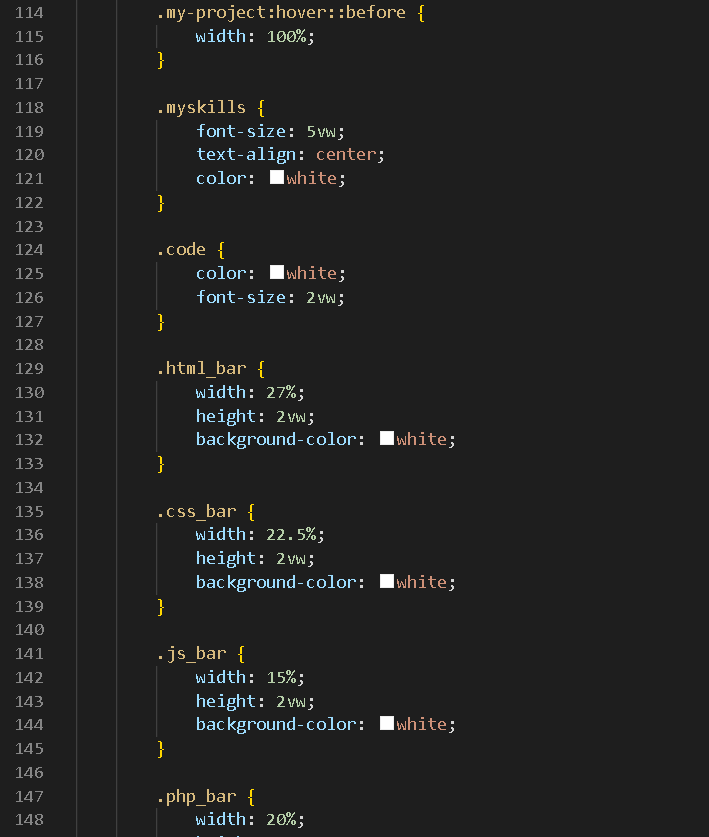 114 .my-project:hover::before {
115 width: 100%;
116 }
117
118 .myskills {
119 font-size: 5vw;
120 text-align: center;
121 color: white;
122 }
123
124 .code {
125 color: white;
126 font-size: 2vw;
127 }
128
129 .html_bar {
130 width: 27%;
131 height: 2vw;
132 background-color: white;
133 }
134
135 .css_bar {
136 width: 22.5%;
137 height: 2vw;
138 background-color: white;
139 }
140
141 .js_bar {
142 width: 15%;
143 height: 2vw;
144 background-color: white;
145 }
146
147 .php_bar {
148 width: 20%;